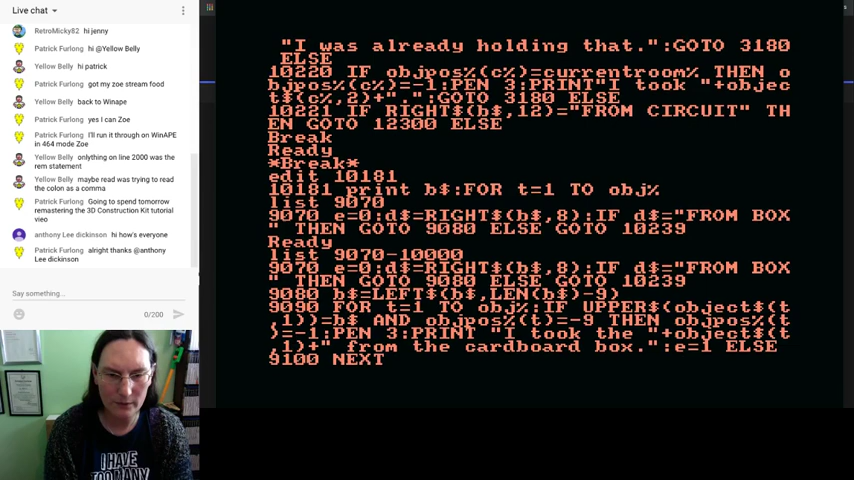 Live chat
RetroMicky82 hi jenny
Patrick Furlong hi @Yellow Belly
Yellow Belly hi patrick
Patrick Furlong got my zoe stream food
Yellow Belly back to Winape
Patrick Furlong yes I can Zoe
Patrick Furlong I'll run it through on WinAPE
in 464 mode Zoe
Yellow Belly onlything on line 2000 was the
rem statement
Yellow Belly maybe read was trying to read
the colon as a comma
Patrick Furlong Going to spend tomorrow
remastering the 3D Construction Kit tutorial
vieo
anthony Lee dickinson hi how's everyone
Patrick Furlong alright thanks @anthony
Lee dickinson
Say something...
0/200
"I was already holding that.":GOTO 3180
ELSE
10220 IF objpos%(c%)=currentroom% THEN o
bjpos%(c%)=-1:PEN 3:PRINT"I took "+objec
t$(c%,2)+".":GOTO 3180 ELSE
10221 IF RIGHT$(b$,12)="FROM CIRCUIT" TH
EN GOTO 12300 ELSE
Break
Ready
*Break*
edit 10181
10181 print b$:FOR t=1 TO obj%
list 9070
9070 e=0:d$=RIGHT$(b$,8):IF d$="FROM BOX
" THEN GOTO 9080 ELSE GOTO 10239
Ready
list 9070-10000
9070 e=0:d$=RIGHT$(b$,8):IF d$="FROM BOX
" THEN GOTO 9080 ELSE GOTO 10239
9080 b$=LEFT$(b$,LEN(b$)-9)
9090 FOR t=1 TO obj%:IF UPPER$(object$(t
,1))=b$ AND objpos%(t)=-9 THEN objpos%(t
)=-1:PEN 3:PRINT "I took the "+object$(t
,1)+" from the cardboard box.":e=1 ELSE
9100 NEXT
I HAVE
TOO MANY